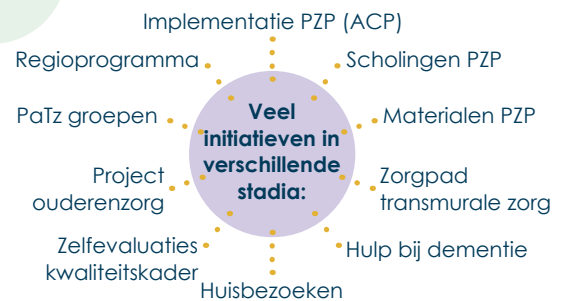 Implementatie PZP (ACP)
Scholingen PZP
Materialen PZP
Zorgpad
transmurale zorg
Hulp bij dementie
Huisbezoeken
Zelfevaluaties
kwaliteitskader
Project
ouderenzorg
PaTz groepen
Regioprogramma
Veel
initiatieven in
verschillende
stadia: